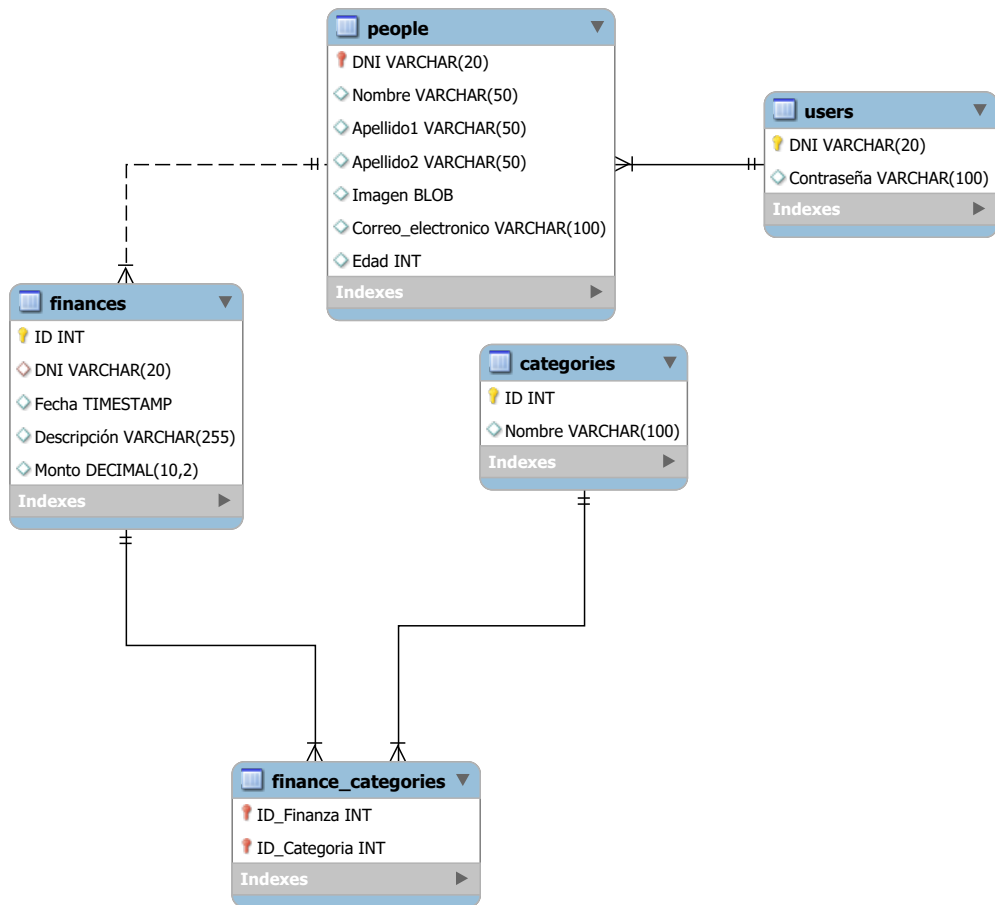 people
DNI VARCHAR(20)
Nombre VARCHAR(50)
Apellido1 VARCHAR(50)
Apellido2 VARCHAR(50)
Imagen BLOB
Correo_electronico VARCHAR(100)
Edad INT
Indexes
users
DNI VARCHAR(20)
Contraseña VARCHAR(100)
Indexes
finances
ID INT
DNI VARCHAR(20)
Fecha TIMESTAMP
Descripción VARCHAR(255)
Monto DECIMAL(10,2)
Indexes
categories
ID INT
Nombre VARCHAR(100)
Indexes
finance_categories
ID_Finanza INT
ID_Categoria INT
Indexes